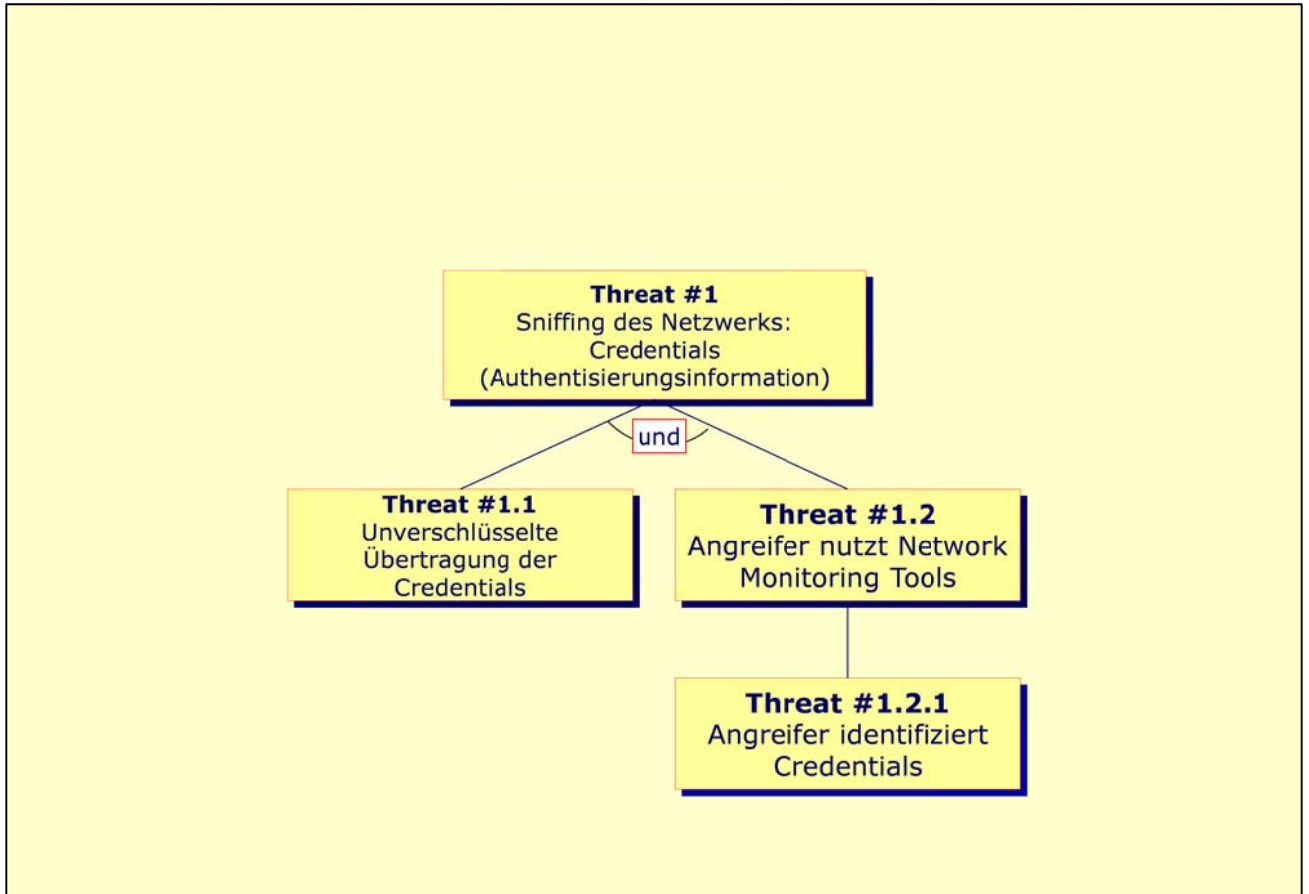 Threat #1
Sniffing des Netzwerks:
Credentials
(Authentisierungsinformation)
und
Threat #1.1
Unverschlüsselte
Übertragung der
Credentials
Threat #1.2
Angreifer nutzt Network
Monitoring Tools
Threat #1.2.1
Angreifer identifiziert
Credentials